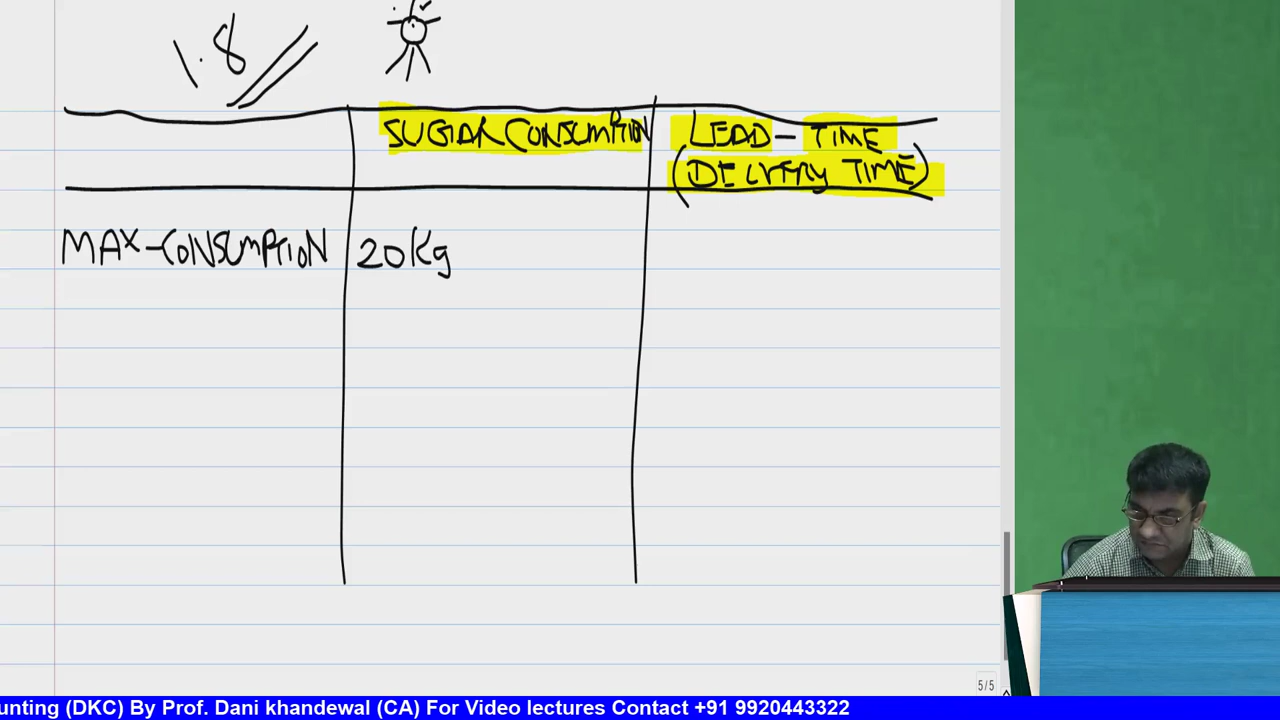 1.8
SUGAR CONSUMPTION
LEAD - TIME
(DELIVERY TIME)
MAX-CONSUMPTION 20Kg
5/5
unting (DKC) By Prof. Dani khandewal (CA) For Video lectures Contact +91 9920443322